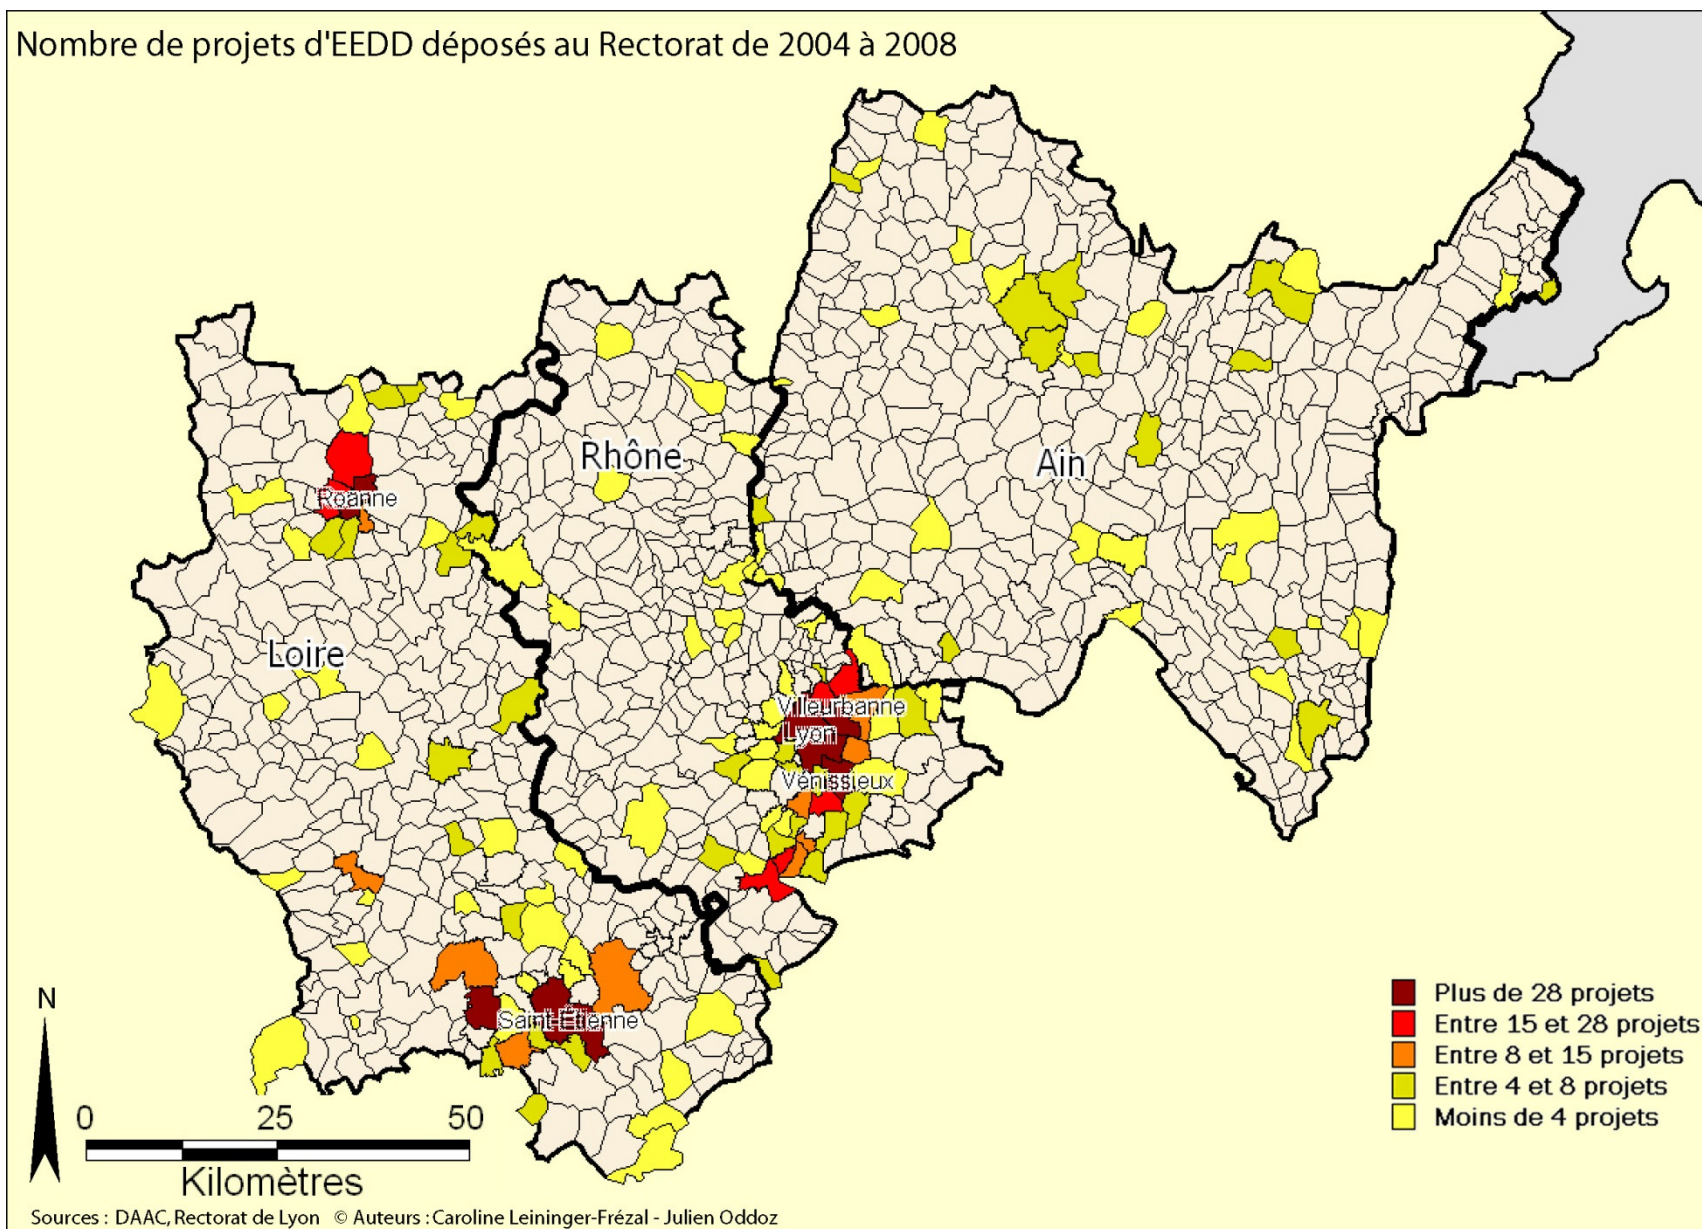 Nombre de projets d'EEDD déposés au Rectorat de 2004 à 2008
Rhône
Ain
Roanne
Loire
Villeurbanne
Lyon
Vénissieux
Saint-Étienne
N
0 25 50
Kilomètres
Plus de 28 projets
Entre 15 et 28 projets
Entre 8 et 15 projets
Entre 4 et 8 projets
Moins de 4 projets
Sources : DAAC, Rectorat de Lyon © Auteurs : Caroline Leininger-Frézal - Julien Oddoz